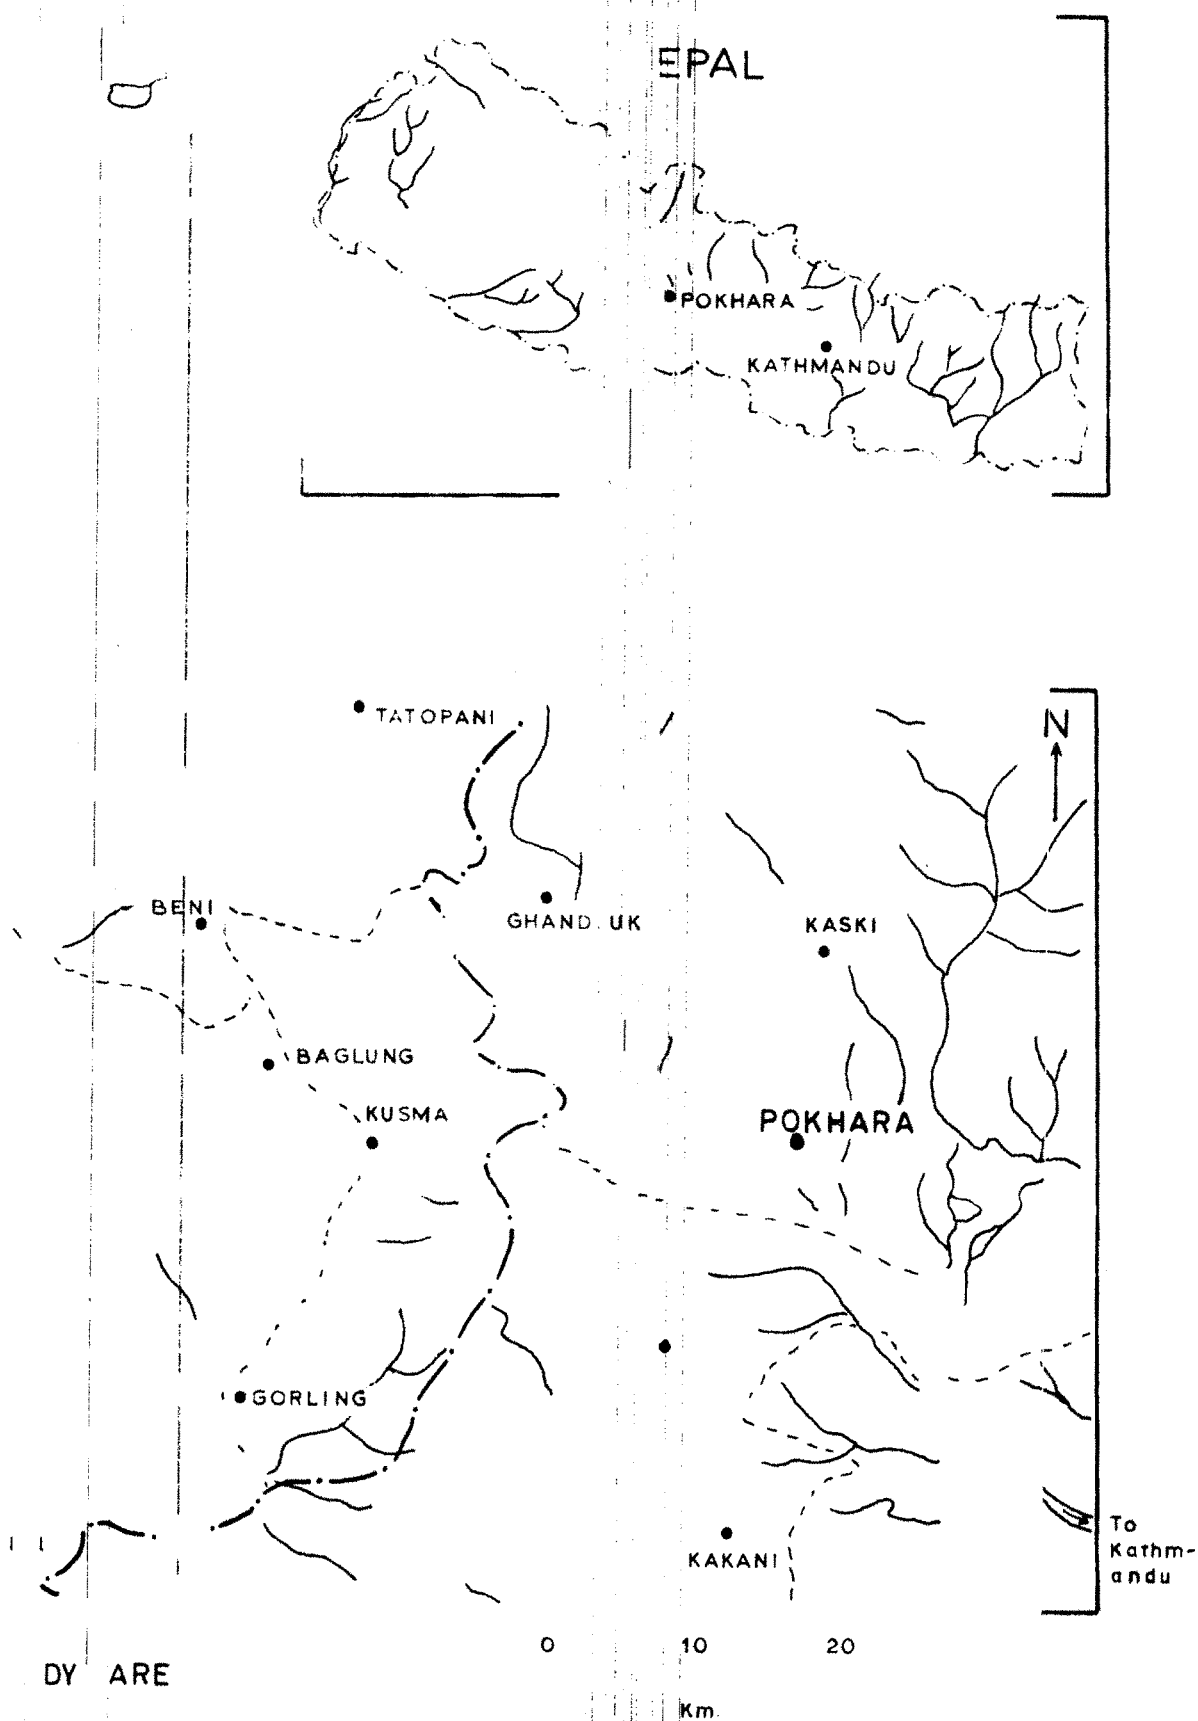 EPAL
POKHARA
KATHMANDU
N
TATOPANI
BENI
GHAND UK
KASKI
BAGLUNG
KUSMA
POKHARA
GORLING
To
Kathm-
andu
KAKANI
0 10 20
DY ARE
Km.